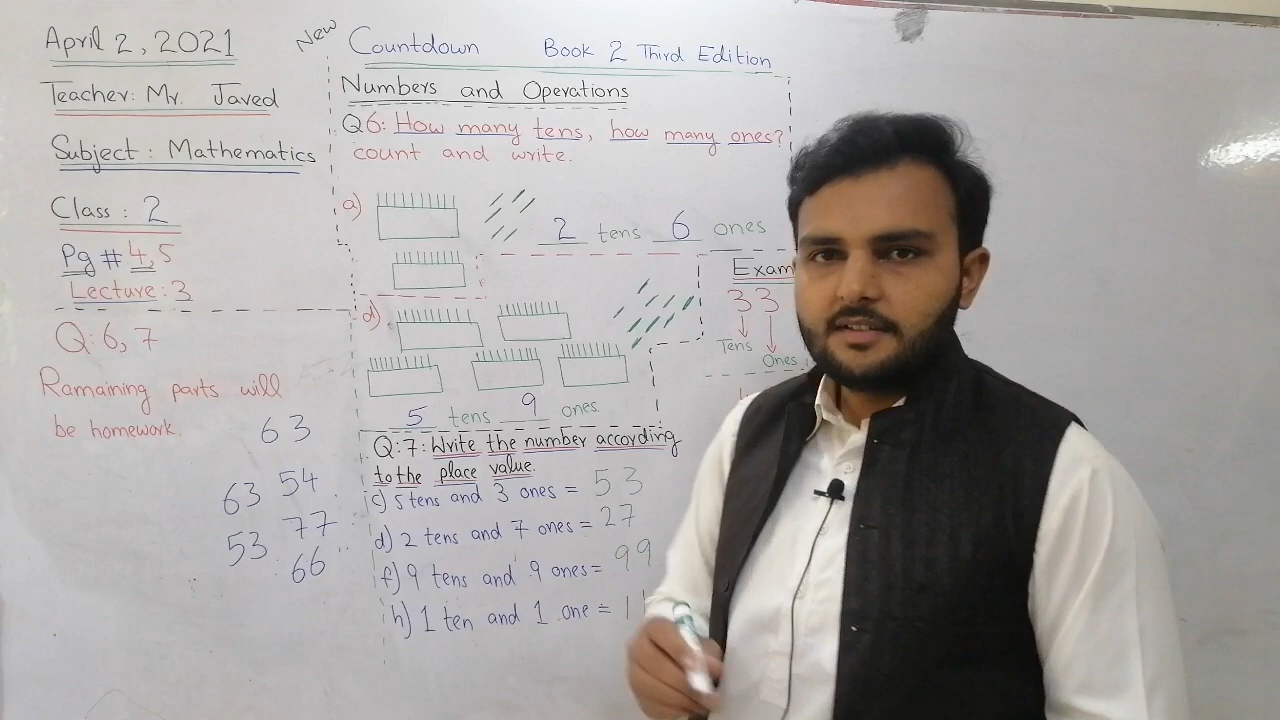 April 2, 2021
Teacher: Mr. Javed
Subject: Mathematics
Class: 2
Pg # 4,5
Lecture: 3
Q: 6, 7
Ramaining parts will
be homework.
63
63 54
53 77
66
New
Countdown Book 2 Third Edition
Numbers and Operations
Q6: How many tens, how many ones?
count and write.
a)
2 tens 6 ones
d)
5 tens 9 ones.
Exam
33
Tens
Ones
Q:7: Write the number according
to the place value.
c) 5 tens and 3 ones = 53
d) 2 tens and 7 ones = 27
f) 9 tens and 9 ones = 99
h) 1 ten and 1 one = 11